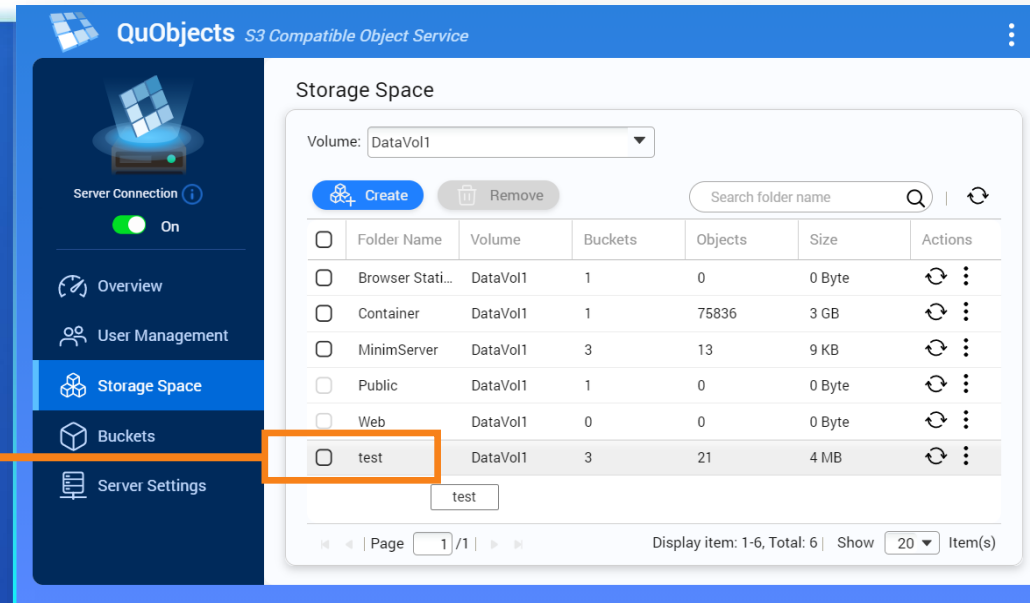 QuObjects S3 Compatible Object Service
Server Connection
On
Overview
User Management
Storage Space
Buckets
Server Settings
Storage Space
Volume: DataVol1
Create Remove Search folder name
Folder Name Volume Buckets Objects Size Actions
Browser Stati... DataVol1 1 0 0 Byte
Container DataVol1 1 75836 3 GB
MinimServer DataVol1 3 13 9 KB
Public DataVol1 1 0 0 Byte
Web DataVol1 0 0 0 Byte
test DataVol1 3 21 4 MB
test
Page 1 /1 Display item: 1-6, Total: 6 Show 20 Item(s)